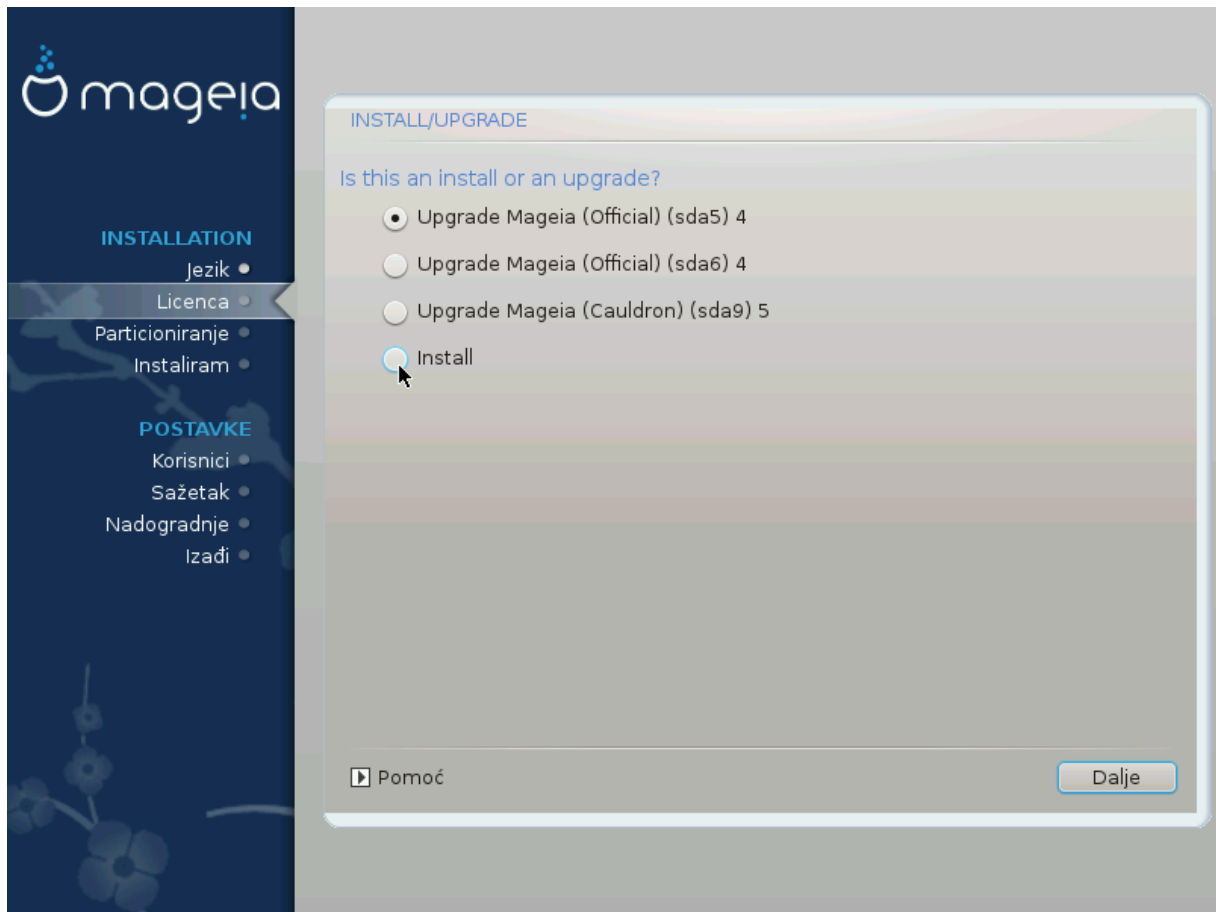 mageia
INSTALLATION
Jezik
Licenca
Particioniranje
Instaliram
POSTAVKE
Korisnici
Sažetak
Nadogradnje
Izađi
INSTALL/UPGRADE
Is this an install or an upgrade?
Upgrade Mageia (Official) (sda5) 4
Upgrade Mageia (Official) (sda6) 4
Upgrade Mageia (Cauldron) (sda9) 5
Install
Pomoć
Dalje